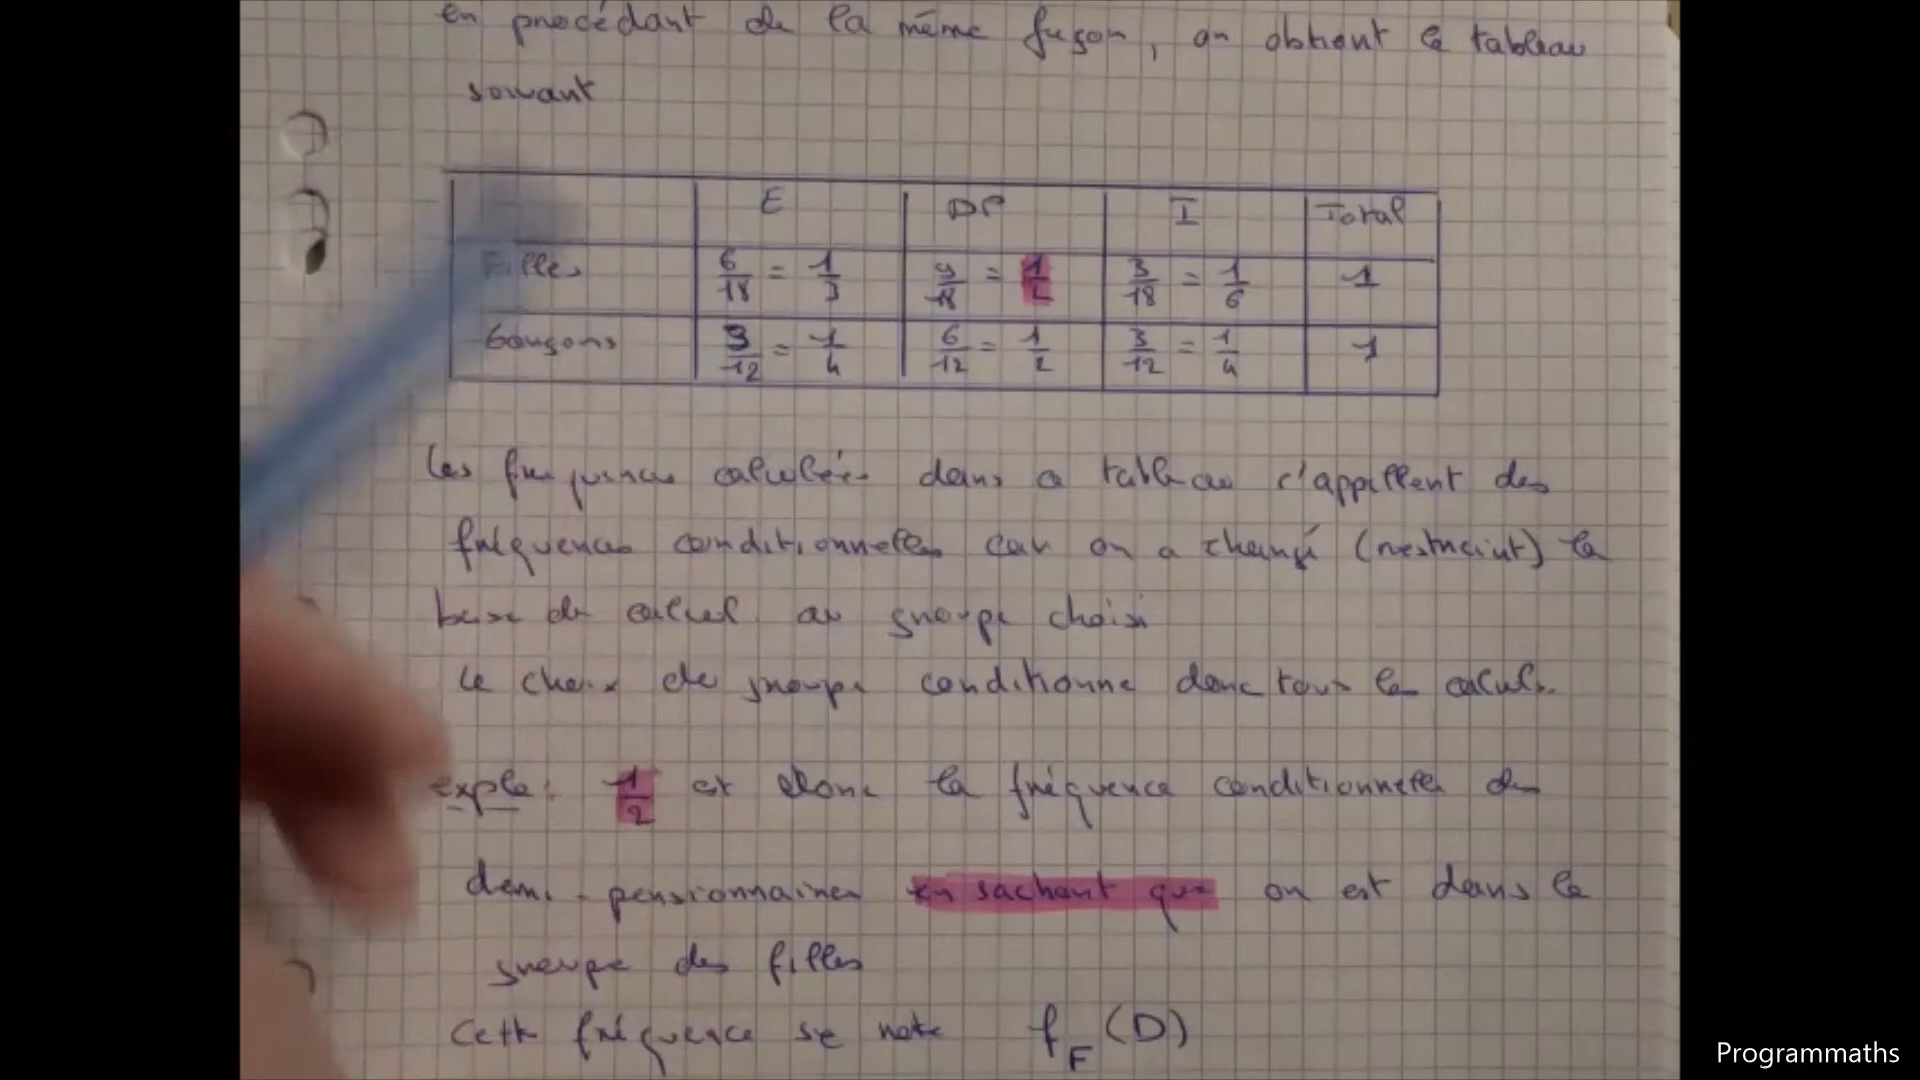 en procédant de la même façon, on obtient le tableau
suivant
E DP I Total
Filles 6/18 = 1/3 9/18 = 1/2 3/18 = 1/6 1
Garçons 3/12 = 1/4 6/12 = 1/2 3/12 = 1/4 1
Les fréquences calculées dans ce tableau s'appellent des
fréquences conditionnelles car on a changé (restreint) la
base de calcul au groupe choisi
Le choix de groupe conditionne donc tous les calculs.
exple : 1/2 est donc la fréquence conditionnelle de
demi-pensionnaires en sachant que on est dans le
groupe des filles
Cette fréquence se note f_F (D)
Programmaths